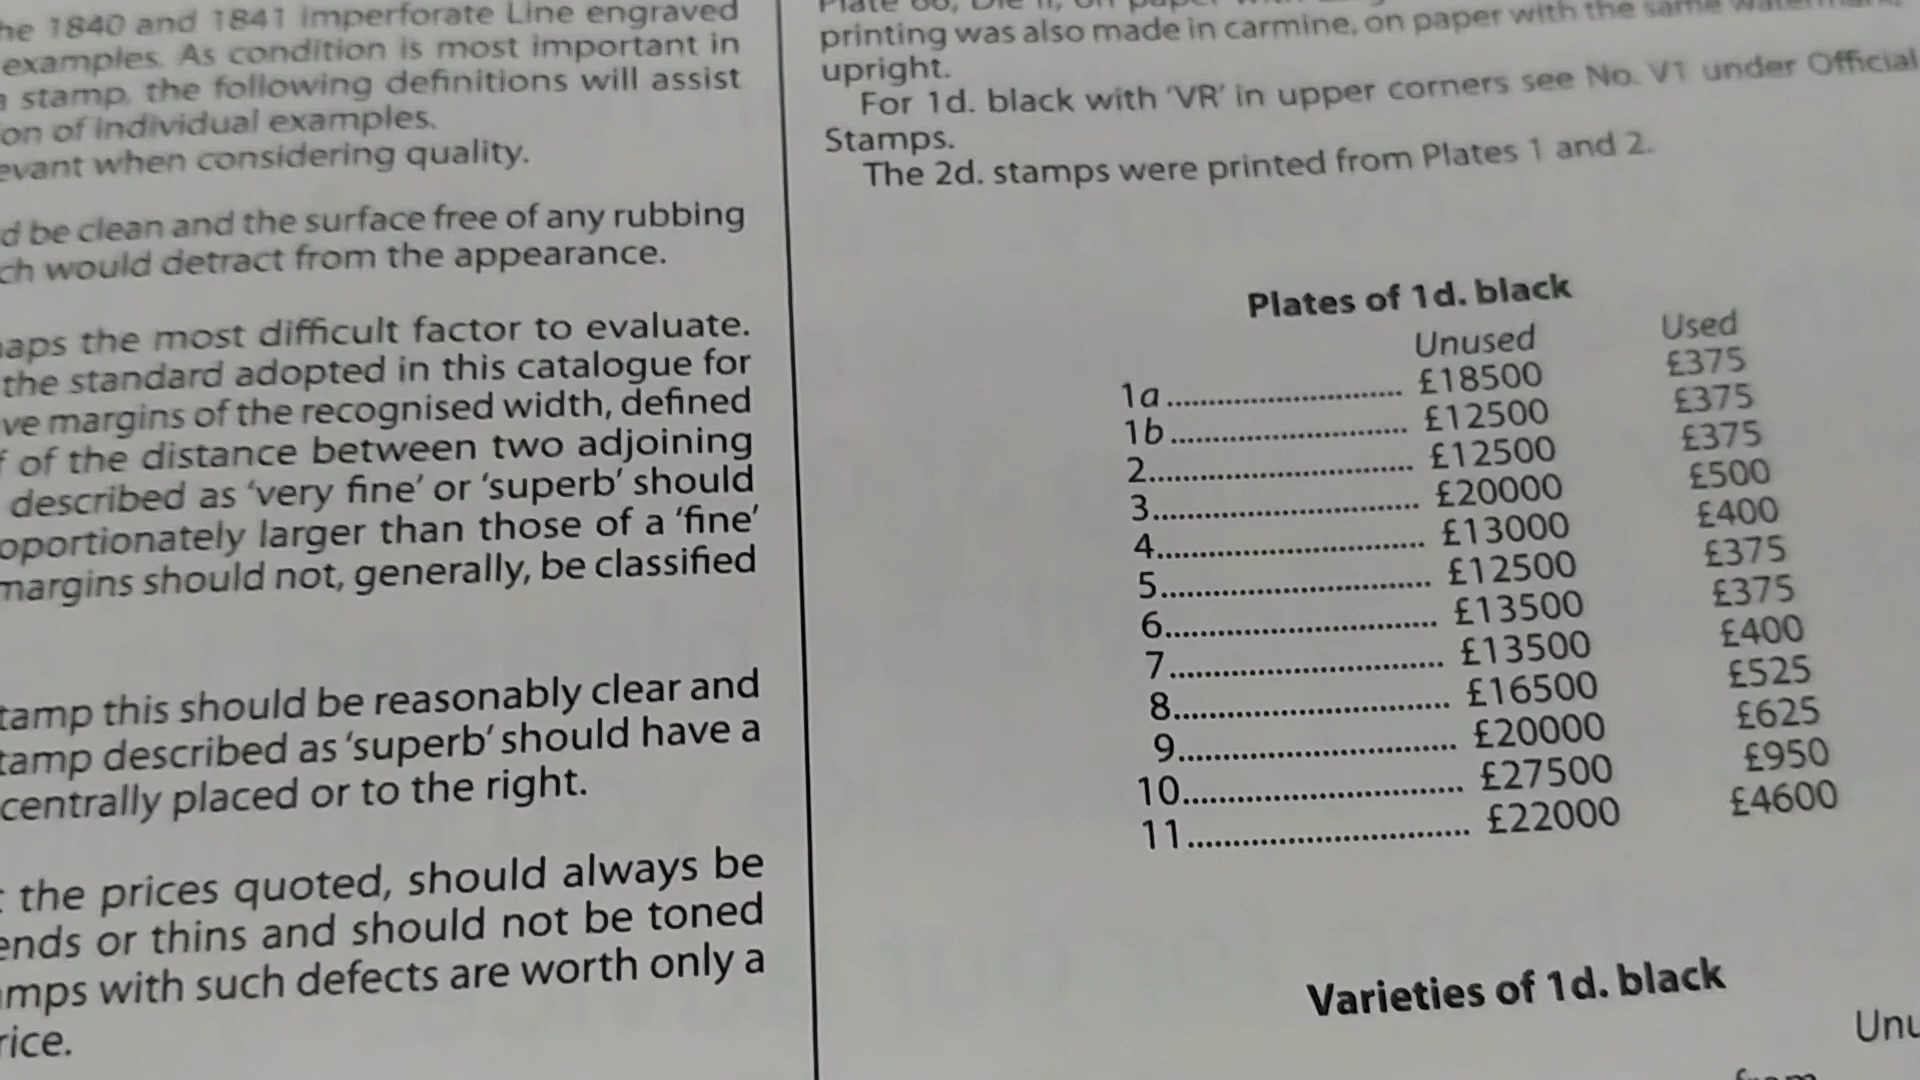 he 1840 and 1841 Imperforate Line engraved
examples. As condition is most important in
a stamp, the following definitions will assist
on of individual examples.
evant when considering quality.
d be clean and the surface free of any rubbing
ch would detract from the appearance.
aps the most difficult factor to evaluate.
the standard adopted in this catalogue for
ve margins of the recognised width, defined
f of the distance between two adjoining
described as ‘very fine’ or ‘superb’ should
oportionately larger than those of a ‘fine’
margins should not, generally, be classified
tamp this should be reasonably clear and
tamp described as ‘superb’ should have a
centrally placed or to the right.
t the prices quoted, should always be
ends or thins and should not be toned
mps with such defects are worth only a
rice.
printing was also made in carmine, on paper with the same
upright.
For 1d. black with ‘VR’ in upper corners see No. V1 under Official
Stamps.
The 2d. stamps were printed from Plates 1 and 2.
Plates of 1d. black
Unused Used
1a.............................. £18500 £375
1b.............................. £12500 £375
2................................. £12500 £375
3................................. £20000 £500
4................................. £13000 £400
5................................. £12500 £375
6................................. £13500 £375
7................................. £13500 £400
8................................. £16500 £525
9................................. £20000 £625
10............................... £27500 £950
11............................... £22000 £4600
Varieties of 1d. black
Unu
from